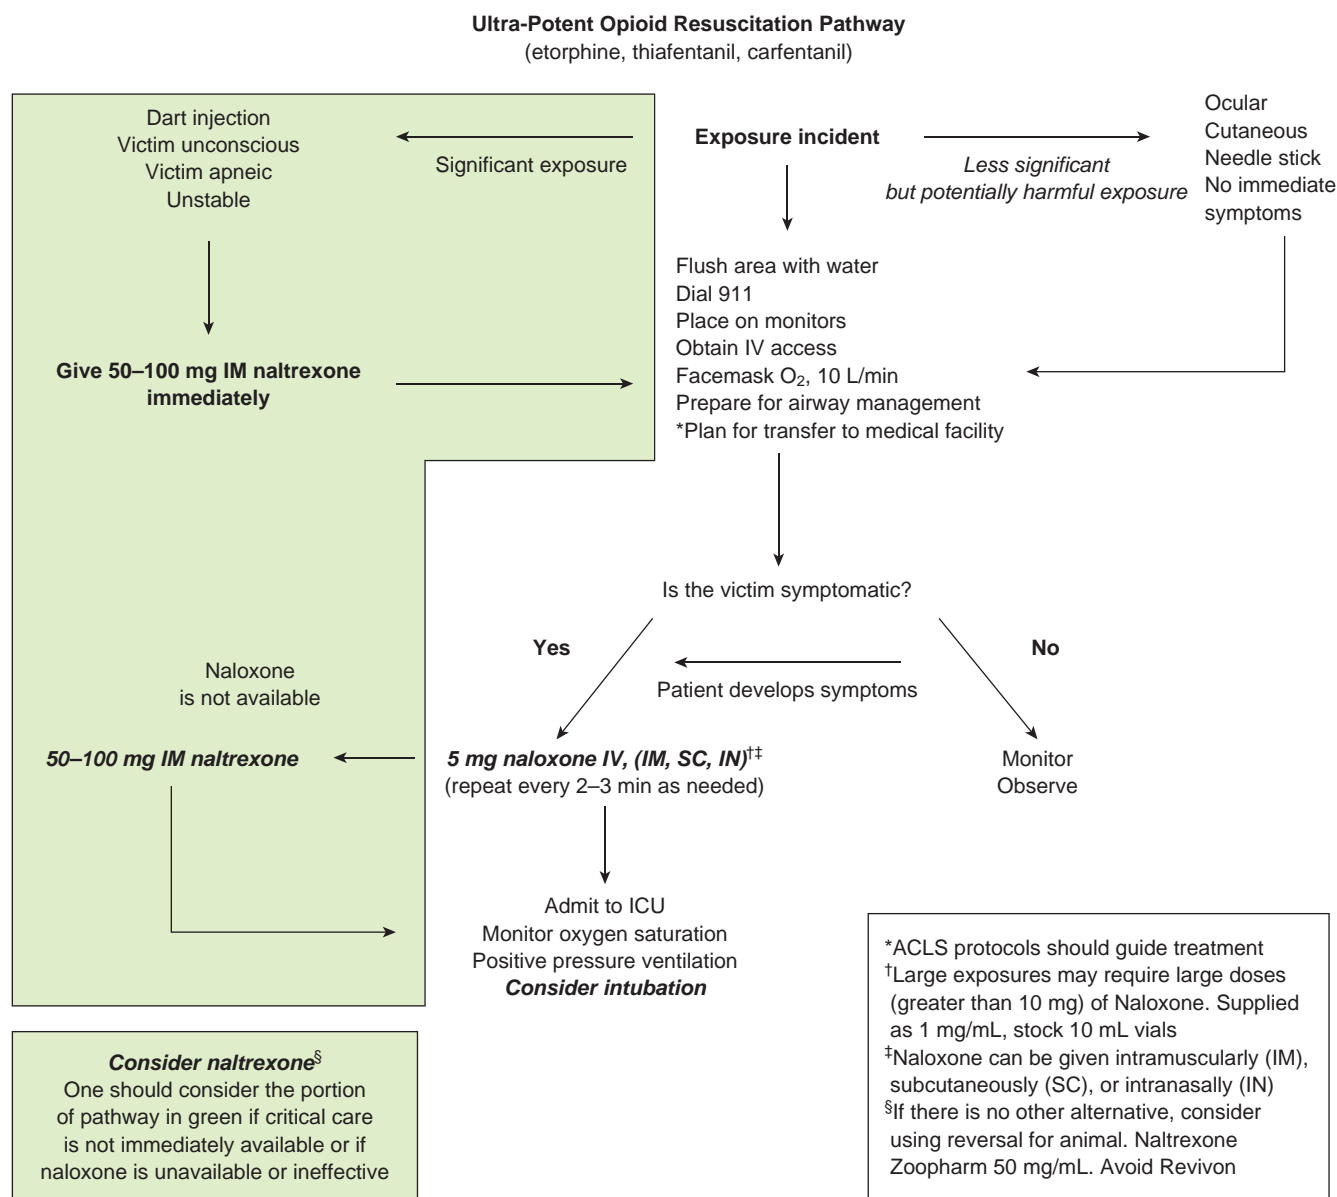 Ultra-Potent Opioid Resuscitation Pathway
(etorphine, thiafentanil, carfentanil)
Dart injection
Victim unconscious
Victim apneic
Unstable
Significant exposure
Exposure incident
Less significant
but potentially harmful exposure
Ocular
Cutaneous
Needle stick
No immediate
symptoms
Give 50–100 mg IM naltrexone
immediately
Flush area with water
Dial 911
Place on monitors
Obtain IV access
Facemask O₂, 10 L/min
Prepare for airway management
*Plan for transfer to medical facility
Is the victim symptomatic?
Yes
No
Patient develops symptoms
Naloxone
is not available
50–100 mg IM naltrexone
5 mg naloxone IV, (IM, SC, IN)†‡
(repeat every 2–3 min as needed)
Monitor
Observe
Admit to ICU
Monitor oxygen saturation
Positive pressure ventilation
Consider intubation
Consider naltrexone§
One should consider the portion
of pathway in green if critical care
is not immediately available or if
naloxone is unavailable or ineffective
*ACLS protocols should guide treatment
†Large exposures may require large doses
(greater than 10 mg) of Naloxone. Supplied
as 1 mg/mL, stock 10 mL vials
‡Naloxone can be given intramuscularly (IM),
subcutaneously (SC), or intranasally (IN)
§If there is no other alternative, consider
using reversal for animal. Naltrexone
Zoopharm 50 mg/mL. Avoid Revivon